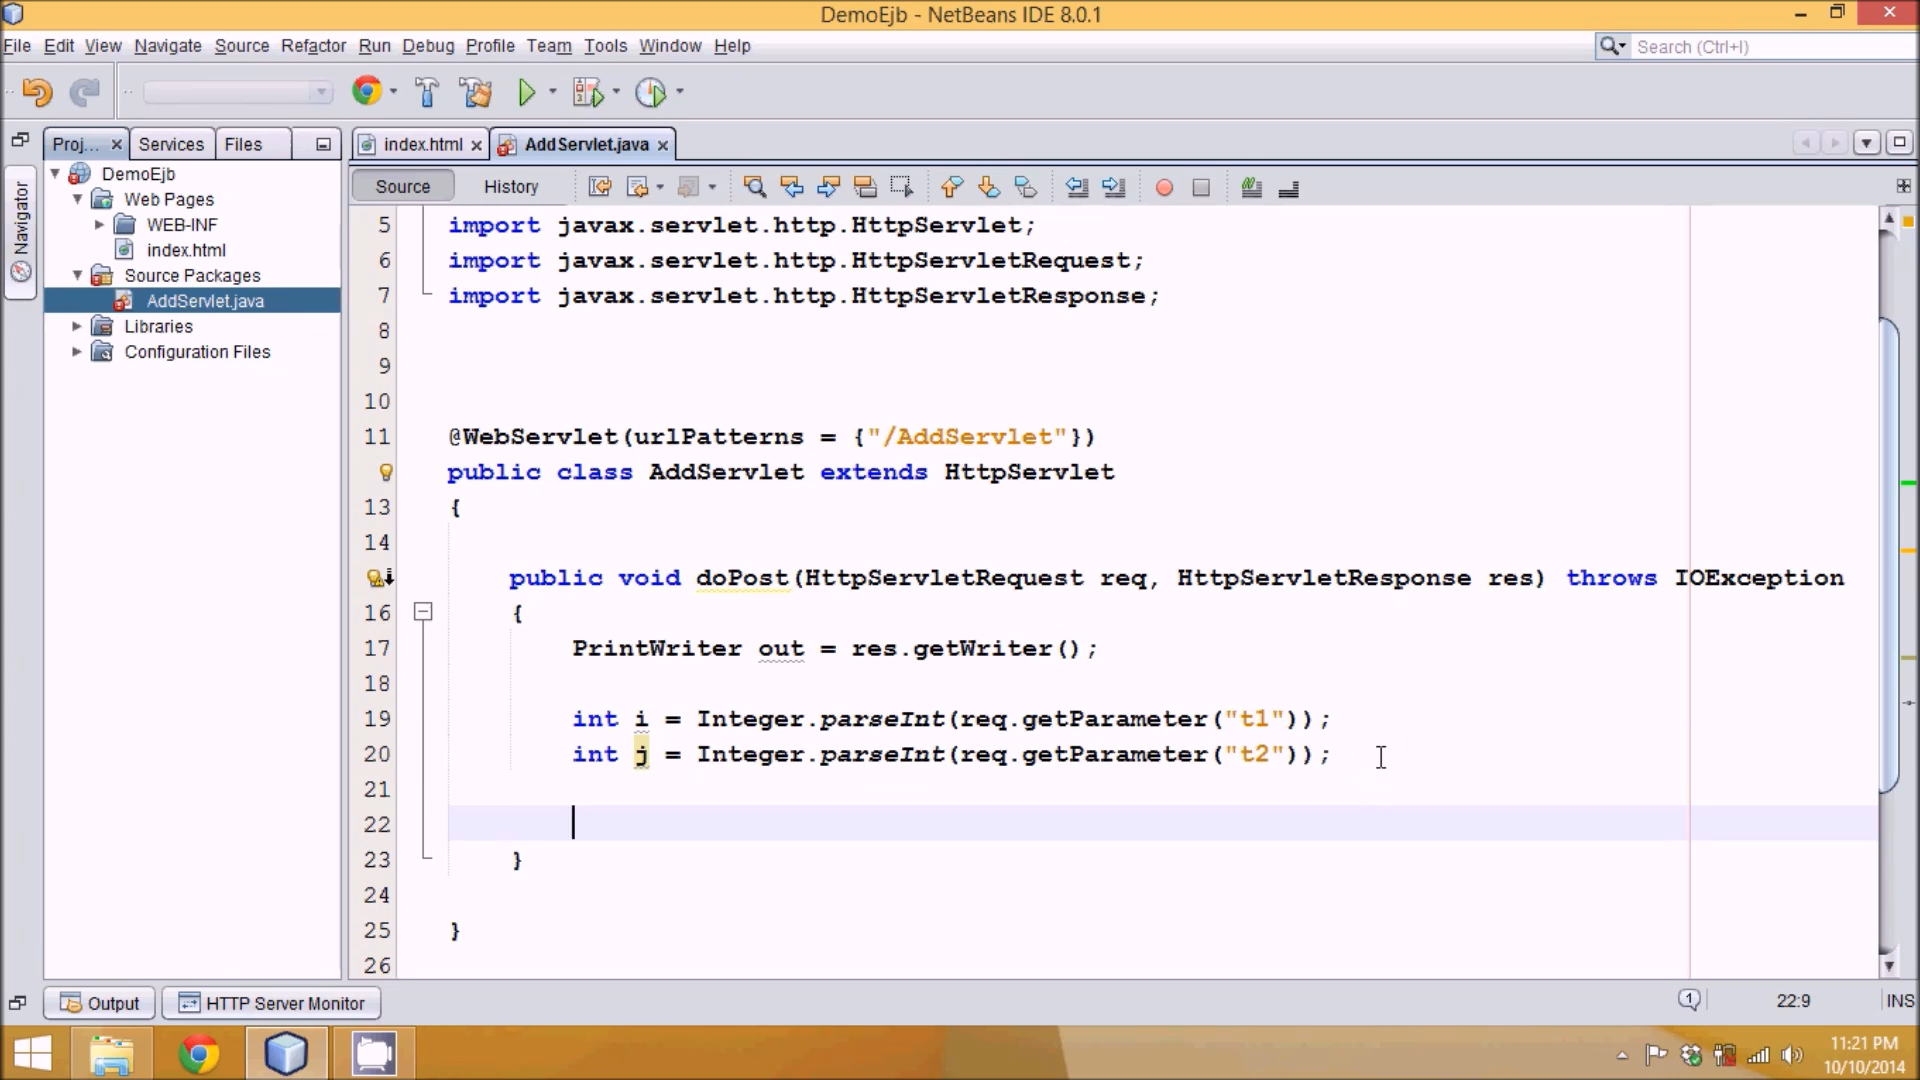 DemoEjb - NetBeans IDE 8.0.1
File Edit View Navigate Source Refactor Run Debug Profile Team Tools Window Help
Search (Ctrl+I)
Proj... Services Files
index.html AddServlet.java
Navigator
DemoEjb
Web Pages
WEB-INF
index.html
Source Packages
AddServlet.java
Libraries
Configuration Files
Source History
5 import javax.servlet.http.HttpServlet;
6 import javax.servlet.http.HttpServletRequest;
7 import javax.servlet.http.HttpServletResponse;
8
9
10
11 @WebServlet(urlPatterns = {"/AddServlet"})
public class AddServlet extends HttpServlet
13 {
14
public void doPost(HttpServletRequest req, HttpServletResponse res) throws IOException
16 {
17 PrintWriter out = res.getWriter();
18
19 int i = Integer.parseInt(req.getParameter("t1"));
20 int j = Integer.parseInt(req.getParameter("t2"));
21
22
23 }
24
25 }
26
Output HTTP Server Monitor
1 22:9 INS
11:21 PM
10/10/2014